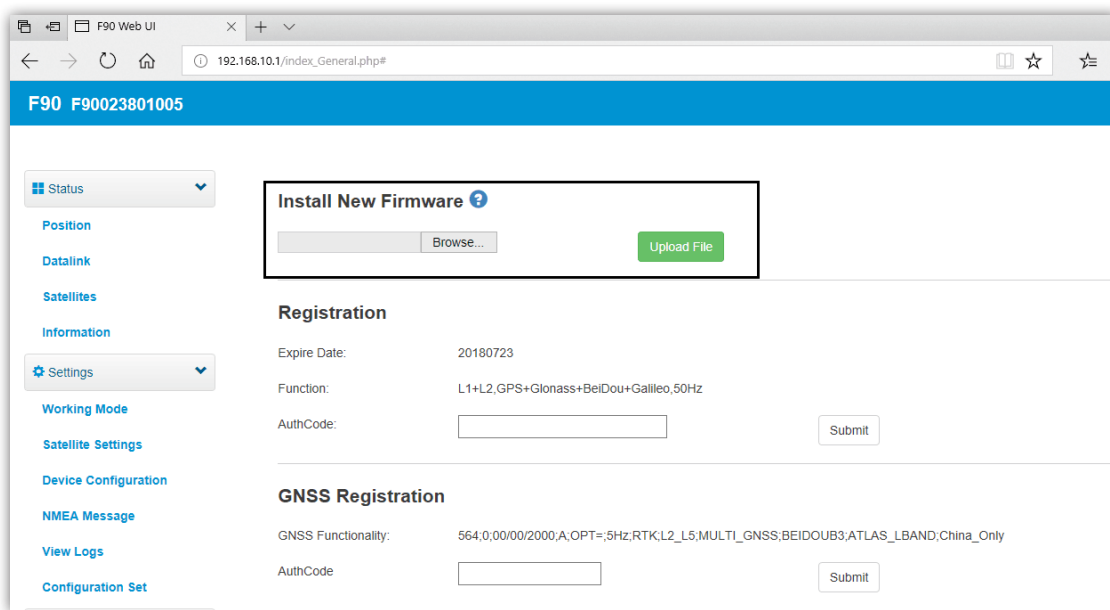 F90 Web UI
192.168.10.1/index_General.php#
F90 F90023801005
Status
Position
Datalink
Satellites
Information
Settings
Working Mode
Satellite Settings
Device Configuration
NMEA Message
View Logs
Configuration Set
Install New Firmware ?
Browse...
Upload File
Registration
Expire Date: 20180723
Function: L1+L2,GPS+Glonass+BeiDou+Galileo,50Hz
AuthCode:
Submit
GNSS Registration
GNSS Functionality: 564;0;00/00/2000;A;OPT=;5Hz;RTK;L2_L5;MULTI_GNSS;BEIDOUB3;ATLAS_LBAND;China_Only
AuthCode
Submit